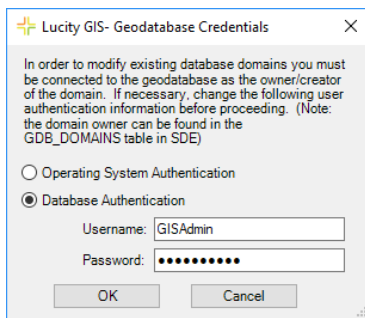 Lucity GIS- Geodatabase Credentials
In order to modify existing database domains you must
be connected to the geodatabase as the owner/creator
of the domain.  If necessary, change the following user
authentication information before proceeding.  (Note:
the domain owner can be found in the
GDB_DOMAINS table in SDE)
Operating System Authentication
Database Authentication
Username: GISAdmin
Password: ●●●●●●●●●●
OK Cancel